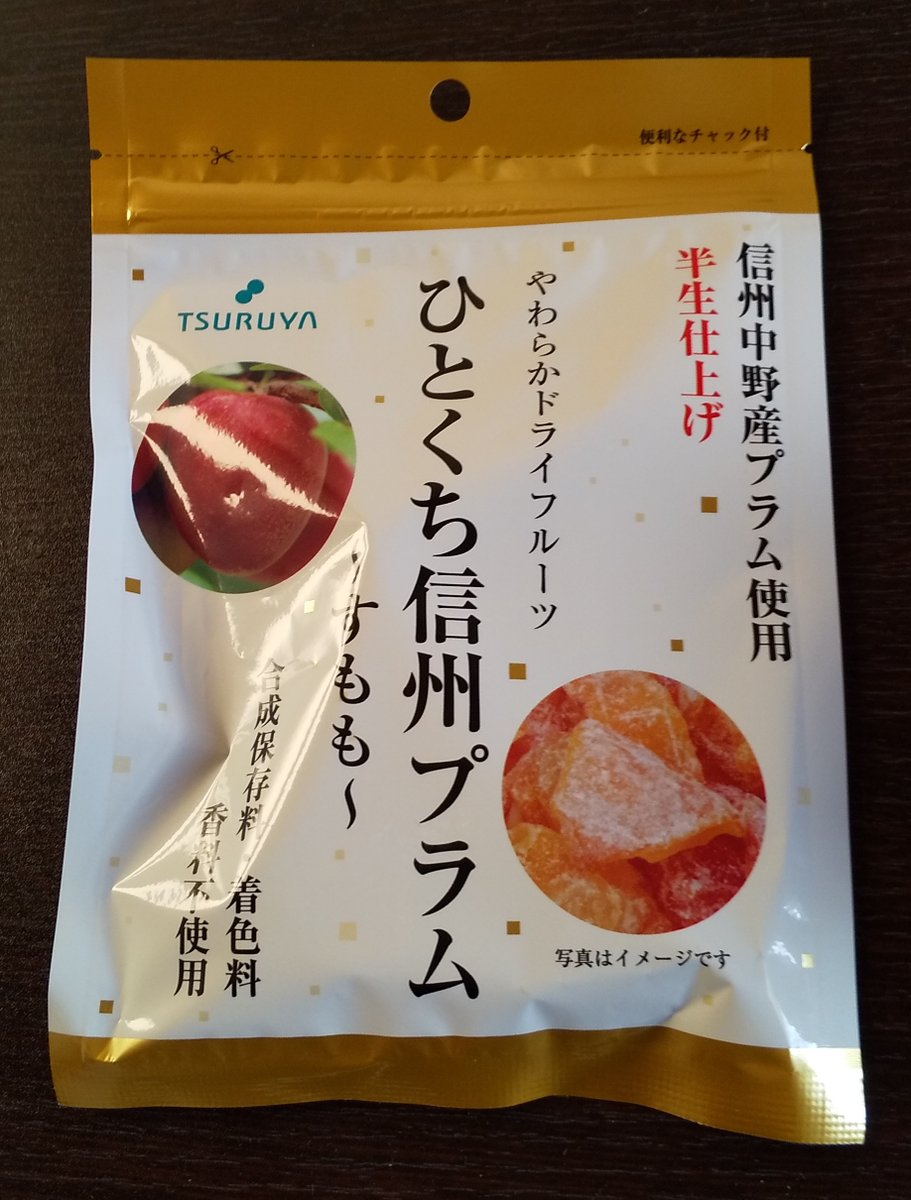 便利なチャック付
信州中野産プラム使用
半生仕上げ
やわらかドライフルーツ
ひとくち信州プラム
～すもも～
TSURUYA
合成保存料 着色料
香料不使用
写真はイメージです